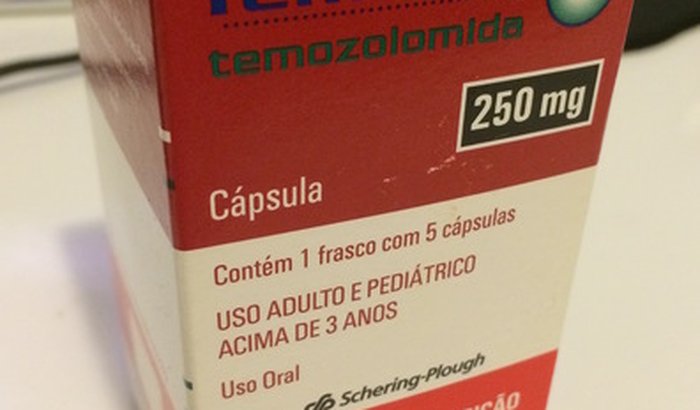 temozolomida
250 mg
Cápsula
Contém 1 frasco com 5 cápsulas
USO ADULTO E PEDIÁTRICO
ACIMA DE 3 ANOS
Uso Oral
Schering-Plough